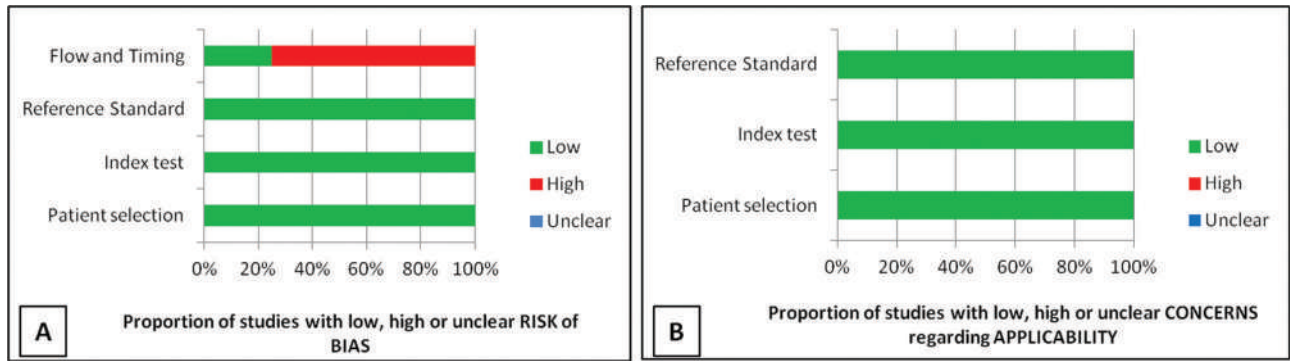 Flow and Timing
Reference Standard
Index test
Patient selection
0% 20% 40% 60% 80% 100%
Low
High
Unclear
A
Proportion of studies with low, high or unclear RISK of
BIAS
Reference Standard
Index test
Patient selection
0% 20% 40% 60% 80% 100%
Low
High
Unclear
B
Proportion of studies with low, high or unclear CONCERNS
regarding APPLICABILITY